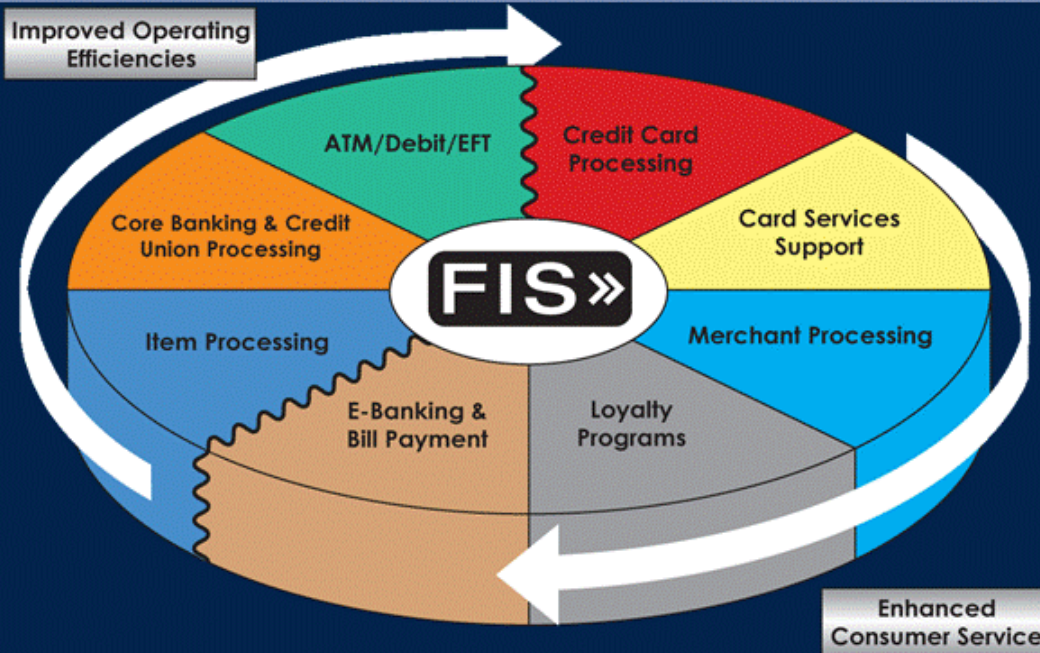 Improved Operating
Efficiencies
ATM/Debit/EFT
Credit Card
Processing
Core Banking & Credit
Union Processing
Card Services
Support
FIS»
Item Processing
Merchant Processing
E-Banking &
Bill Payment
Loyalty
Programs
Enhanced
Consumer Service